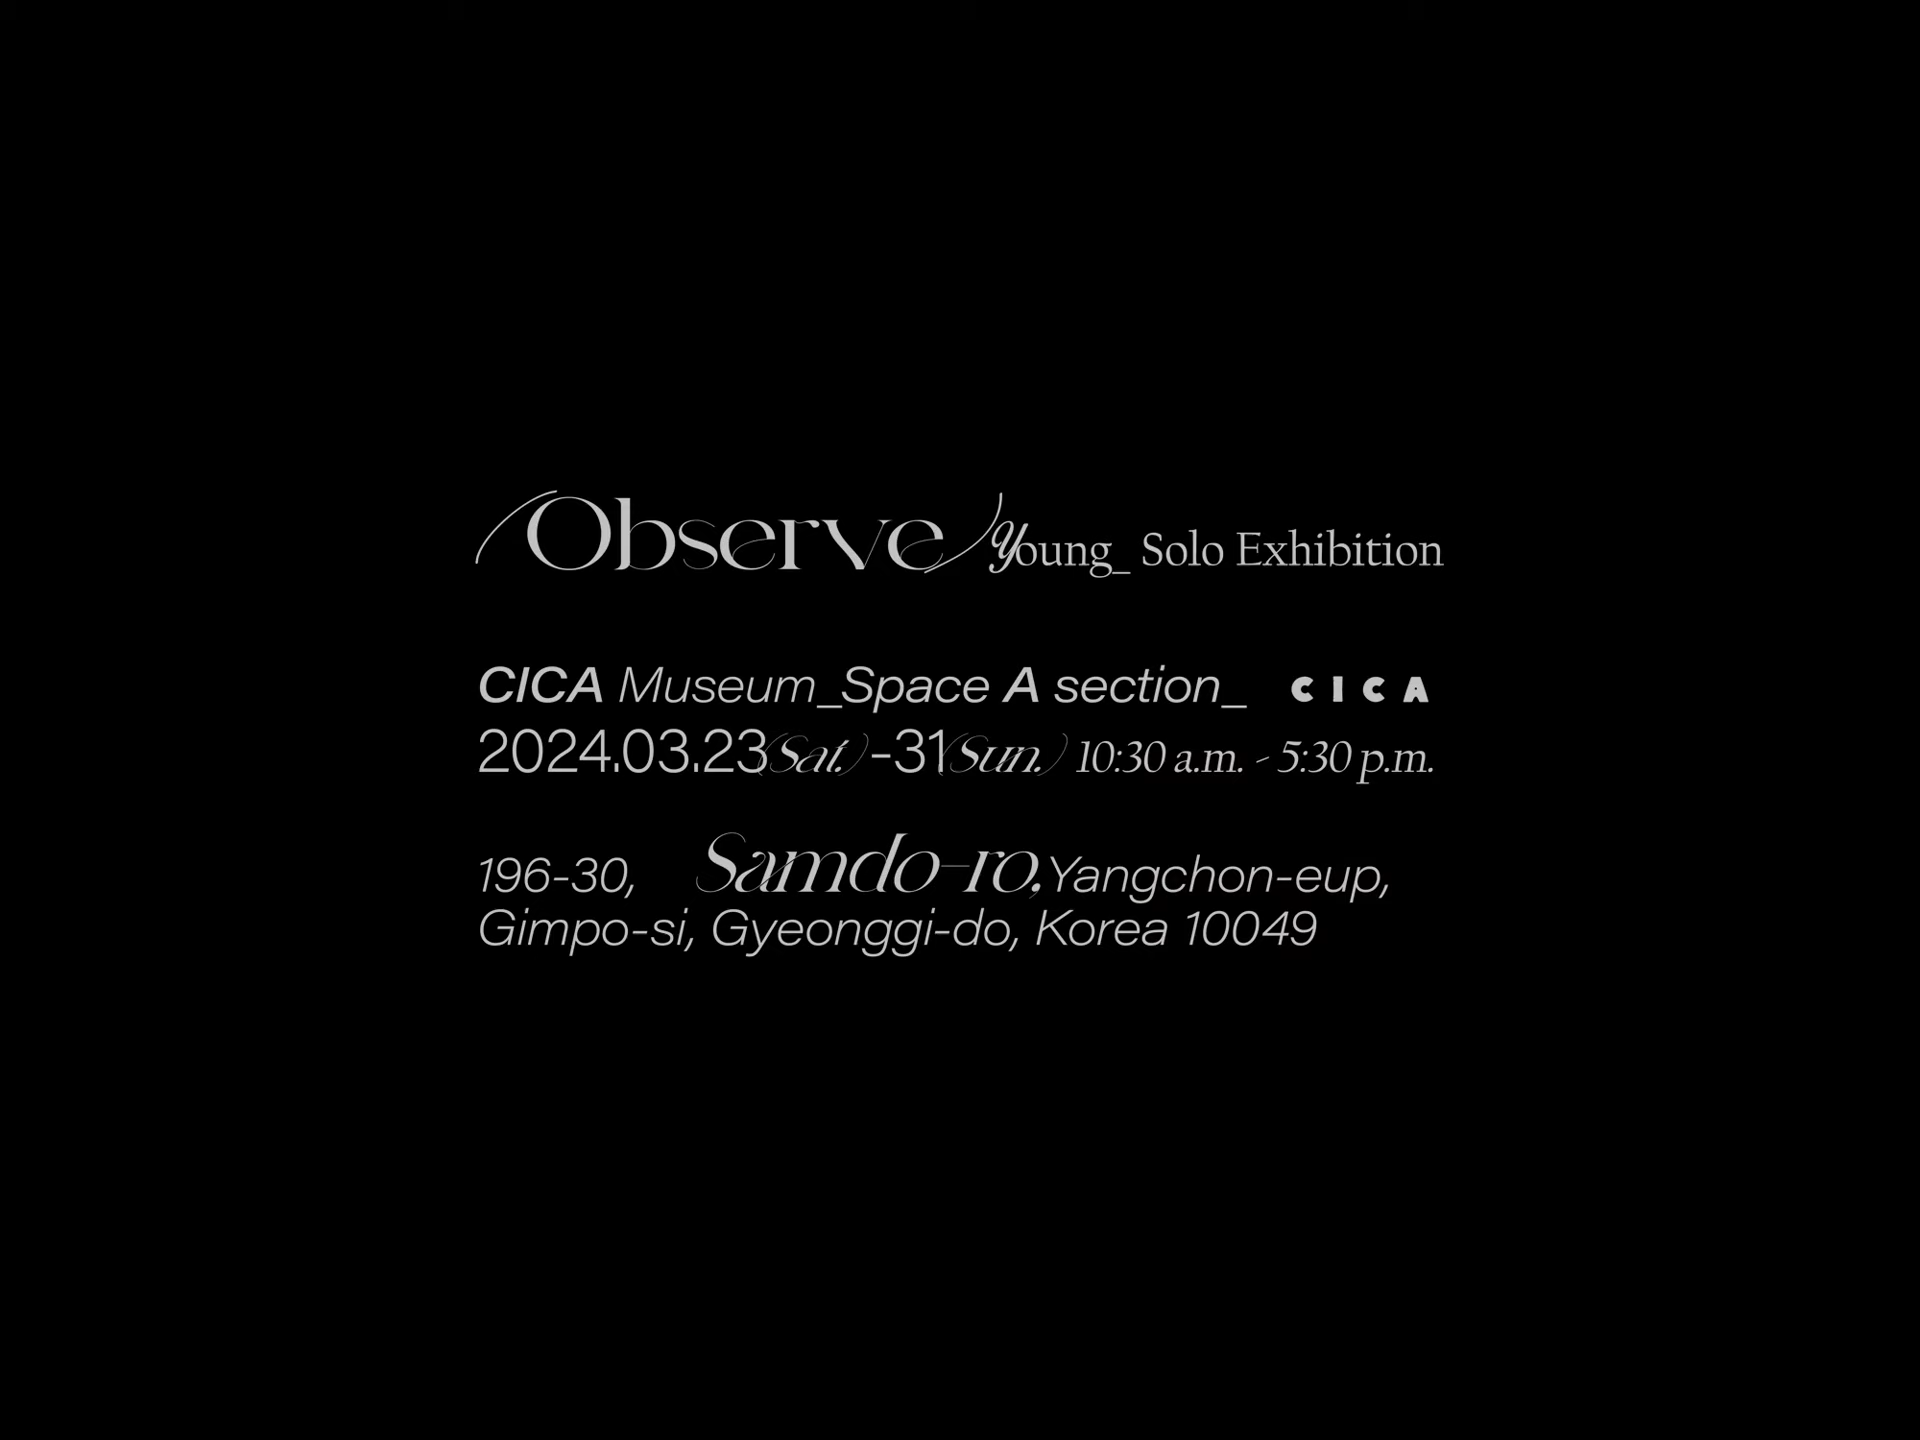 (Observe) Young_ Solo Exhibition
CICA Museum_Space A section_ CICA
2024.03.23(Sat.)-31(Sun.) 10:30 a.m. - 5:30 p.m.
196-30, Samdo-ro, Yangchon-eup,
Gimpo-si, Gyeonggi-do, Korea 10049